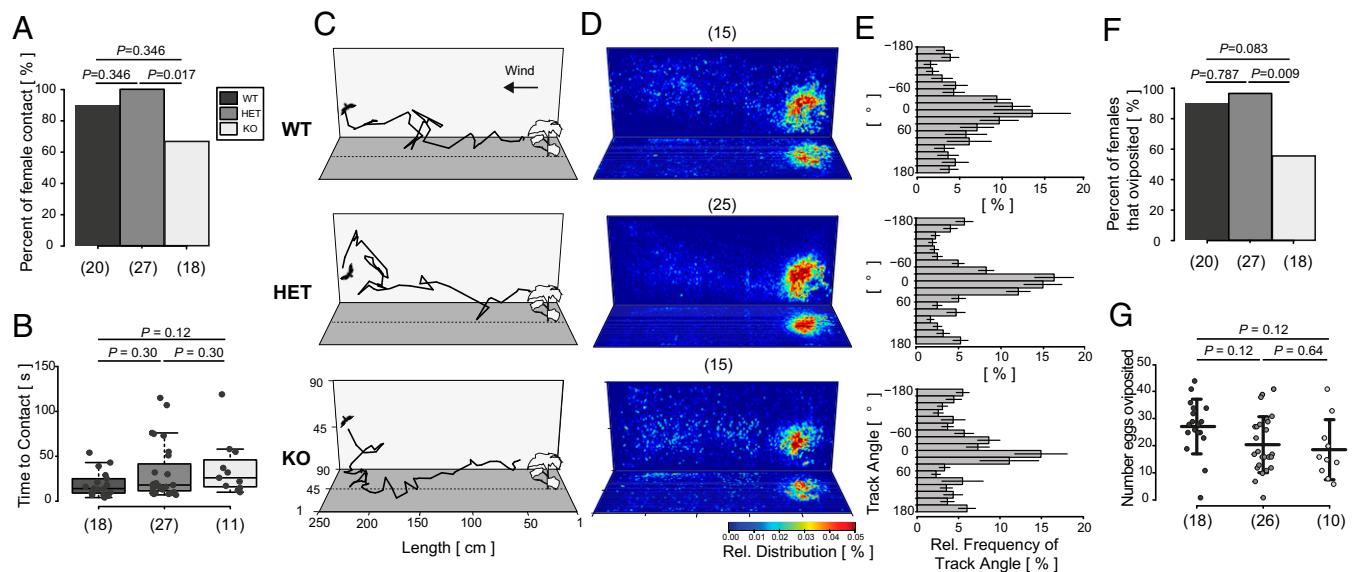 A
Percent of female contact [ % ]
P=0.346
P=0.346
P=0.017
100
80
60
40
20
0
(20)
(27)
(18)
WT
HET
KO
B
Time to Contact [ s ]
P = 0.12
P = 0.30
P = 0.30
150
100
50
0
(18)
(27)
(11)
C
Wind
WT
HET
KO
90
45
90
45
1
250
200
150
100
50
1
Length [ cm ]
D
(15)
(25)
(15)
0.00
0.01
0.02
0.03
0.04
0.05
Rel. Distribution [ % ]
E
−180
−60
0
60
180
[ ° ]
0
5
10
15
20
[ % ]
-180
-60
0
60
180
[ ° ]
0
5
10
15
20
[ % ]
-180
-60
0
60
180
Track Angle [ ° ]
0
5
10
15
20
Rel. Frequency of
Track Angle [ % ]
F
Percent of females
that oviposited [ % ]
P=0.083
P=0.787
P=0.009
100
80
60
40
20
0
(20)
(27)
(18)
G
Number eggs oviposited
P = 0.12
P = 0.12
P = 0.64
50
40
30
20
10
0
(18)
(26)
(10)